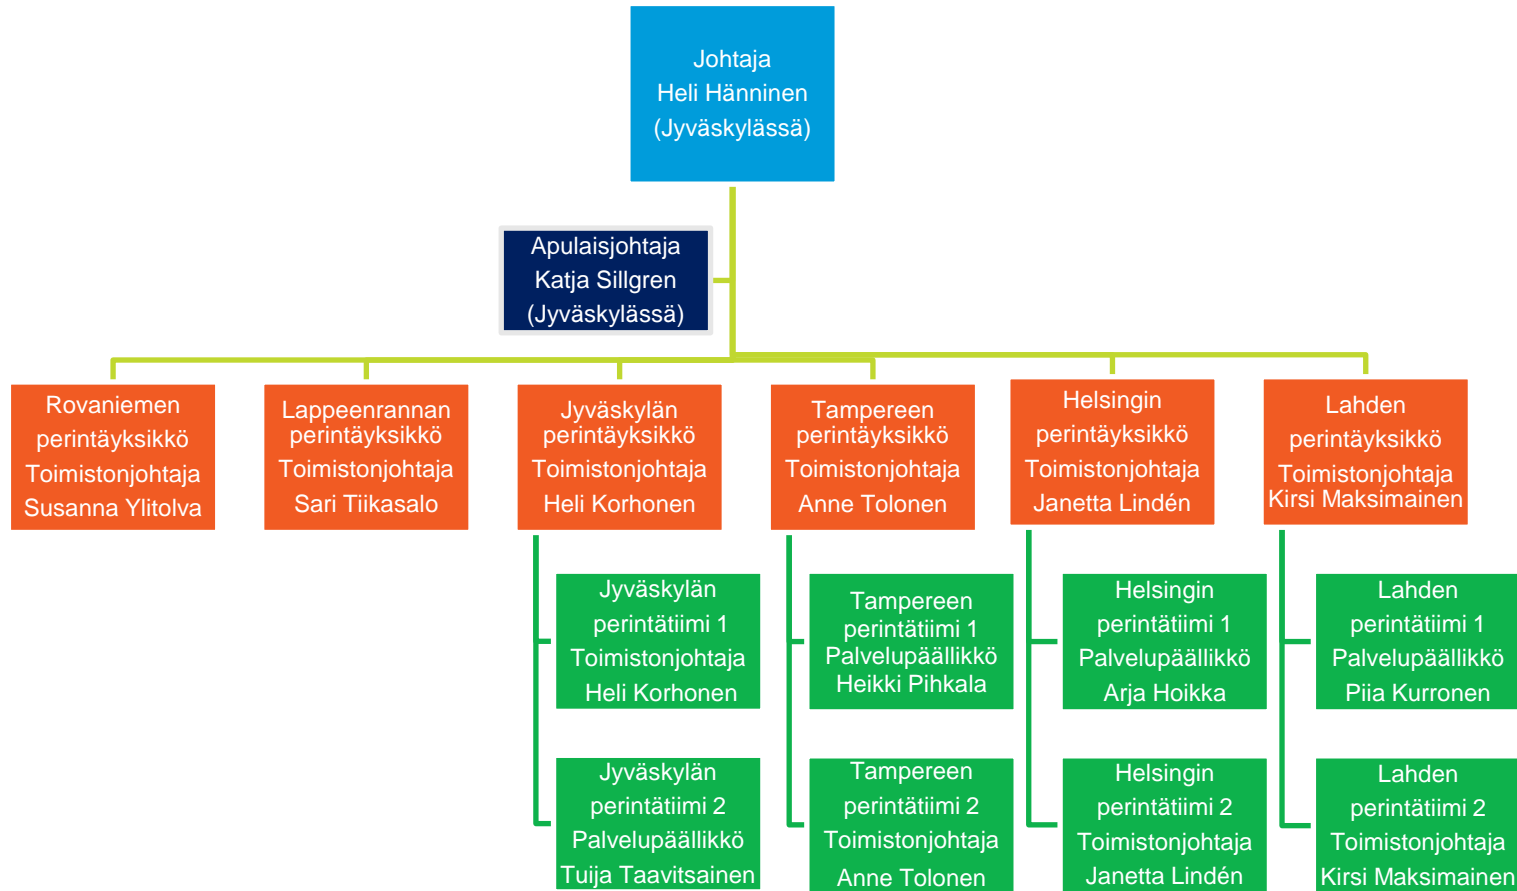 Johtaja
Heli Hänninen
(Jyväskylässä)
Apulaisjohtaja
Katja Sillgren
(Jyväskylässä)
Rovaniemen
perintäyksikkö
Toimistonjohtaja
Susanna Ylitolva
Lappeenrannan
perintäyksikkö
Toimistonjohtaja
Sari Tiikasalo
Jyväskylän
perintäyksikkö
Toimistonjohtaja
Heli Korhonen
Tampereen
perintäyksikkö
Toimistonjohtaja
Anne Tolonen
Helsingin
perintäyksikkö
Toimistonjohtaja
Janetta Lindén
Lahden
perintäyksikkö
Toimistonjohtaja
Kirsi Maksimainen
Jyväskylän
perintätiimi 1
Toimistonjohtaja
Heli Korhonen
Tampereen
perintätiimi 1
Palvelupäällikkö
Heikki Pihkala
Helsingin
perintätiimi 1
Palvelupäällikkö
Arja Hoikka
Lahden
perintätiimi 1
Palvelupäällikkö
Piia Kurronen
Jyväskylän
perintätiimi 2
Palvelupäällikkö
Tuija Taavitsainen
Tampereen
perintätiimi 2
Toimistonjohtaja
Anne Tolonen
Helsingin
perintätiimi 2
Toimistonjohtaja
Janetta Lindén
Lahden
perintätiimi 2
Toimistonjohtaja
Kirsi Maksimainen